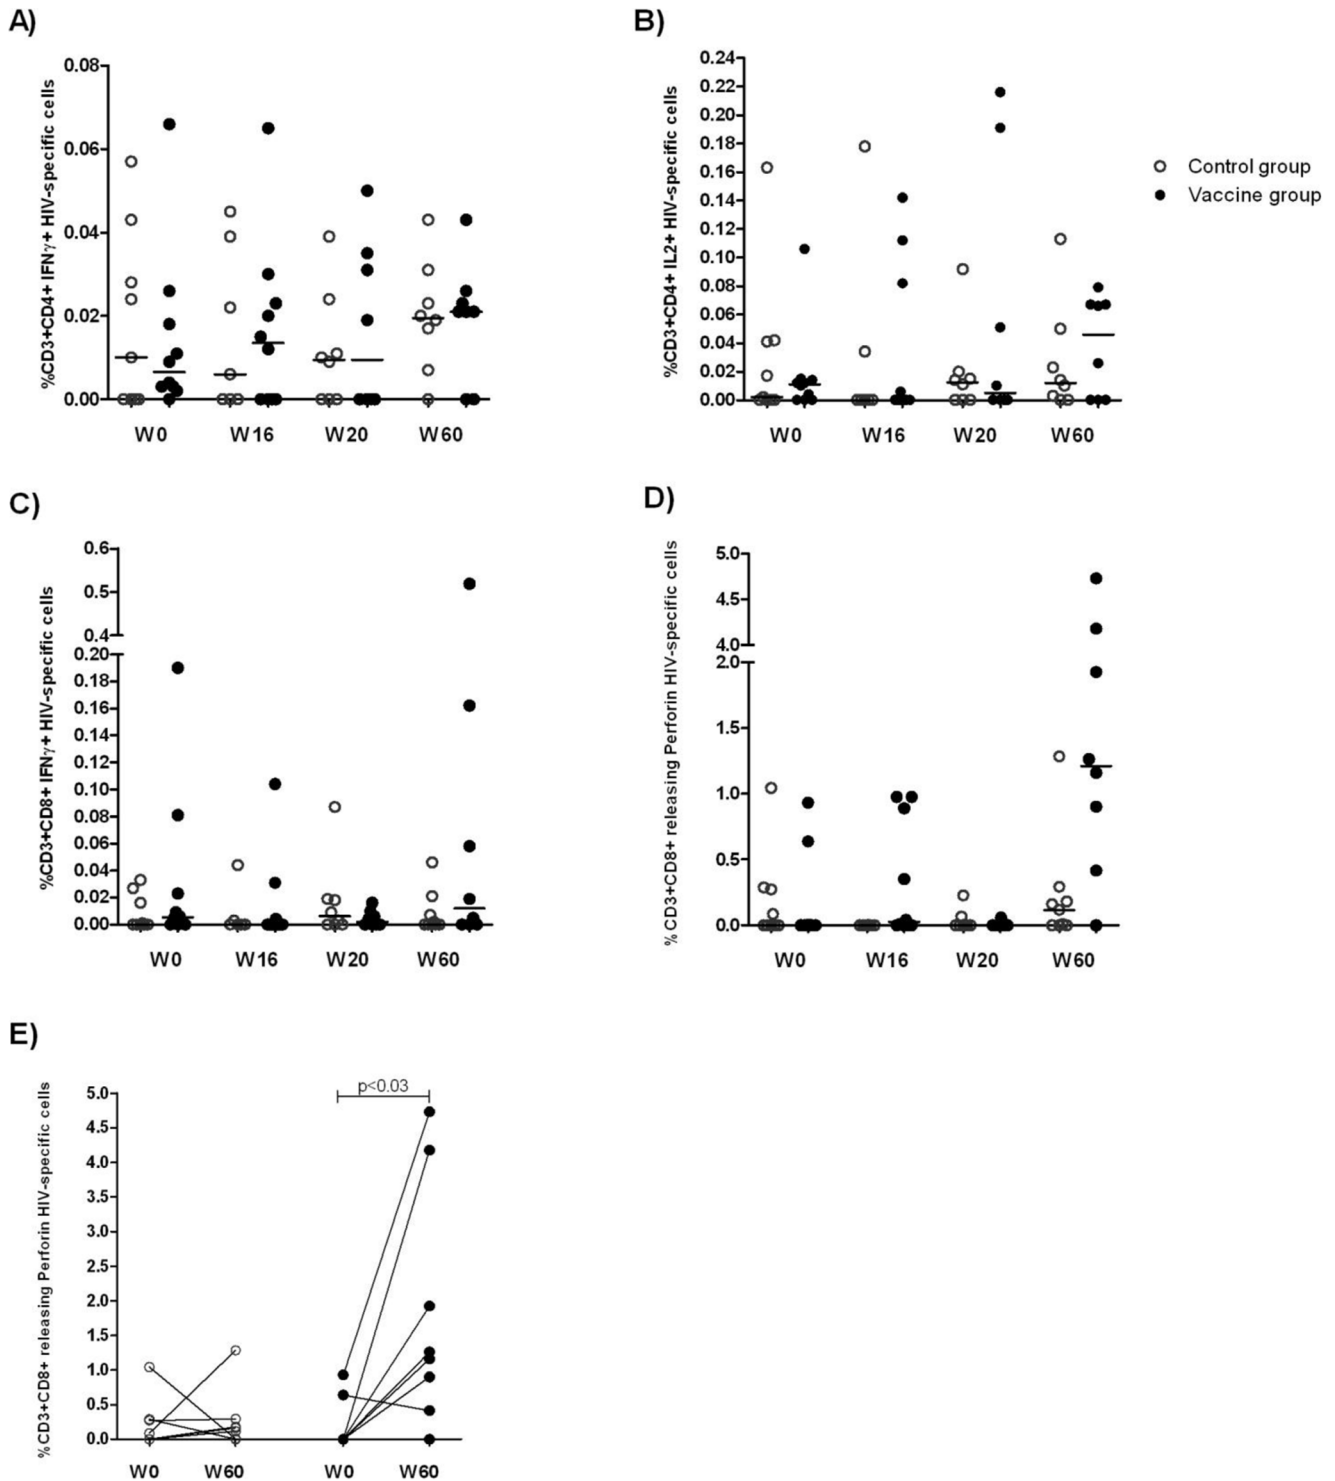 A)
%CD3+CD4+ IFNγ+ HIV-specific cells
0.08
0.06
0.04
0.02
0.00
W0 W16 W20 W60
B)
%CD3+CD4+ IL2+ HIV-specific cells
0.24
0.22
0.20
0.18
0.16
0.14
0.12
0.10
0.08
0.06
0.04
0.02
0.00
W0 W16 W20 W60
Control group
Vaccine group
C)
%CD3+CD8+ IFNγ+ HIV-specific cells
0.6
0.5
0.4
0.20
0.18
0.16
0.14
0.12
0.10
0.08
0.06
0.04
0.02
0.00
W0 W16 W20 W60
D)
% CD3+CD8+ releasing Perforin HIV-specific cells
5.0
4.5
4.0
2.0
1.5
1.0
0.5
0.0
W0 W16 W20 W60
E)
%CD3+CD8+ releasing Perforin HIV-specific cells
5.0
4.5
4.0
3.5
3.0
2.5
2.0
1.5
1.0
0.5
0.0
p<0.03
W0 W60 W0 W60